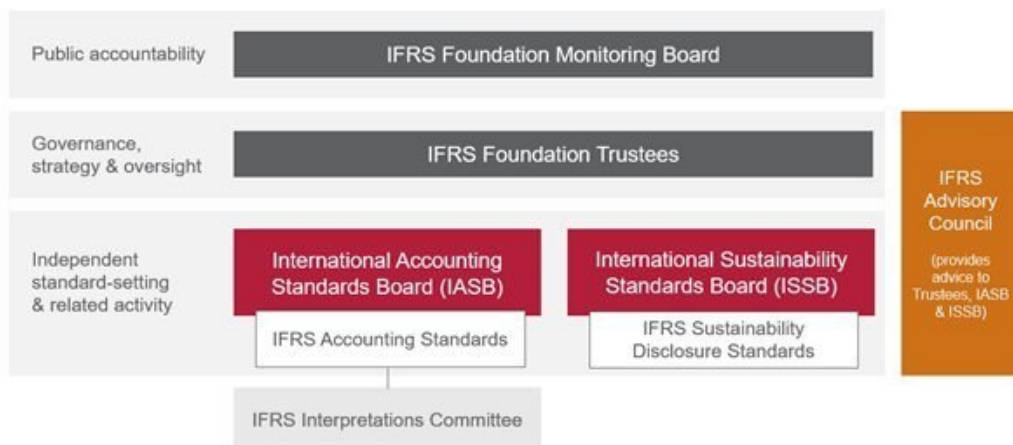 Public accountability
IFRS Foundation Monitoring Board
Governance,
strategy & oversight
IFRS Foundation Trustees
Independent
standard-setting
& related activity
International Accounting
Standards Board (IASB)
IFRS Accounting Standards
International Sustainability
Standards Board (ISSB)
IFRS Sustainability
Disclosure Standards
IFRS Interpretations Committee
IFRS
Advisory
Council
(provides
advice to
Trustees, IASB
& ISSB)